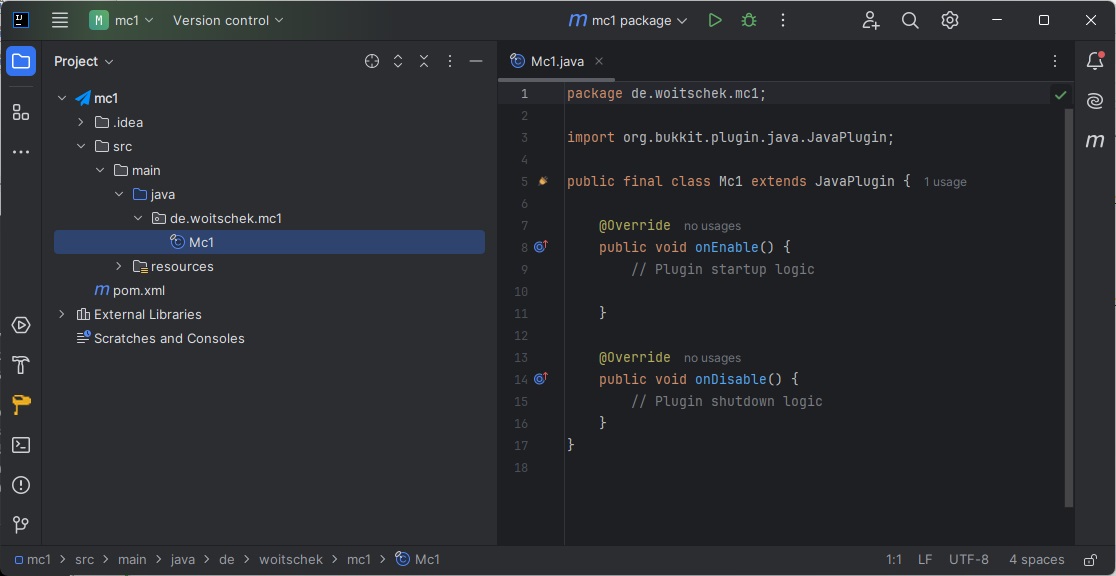 M mc1 Version control mc1 package
Project
Mc1.java
mc1
.idea
src
main
java
de.woitschek.mc1
Mc1
resources
pom.xml
External Libraries
Scratches and Consoles
1 package de.woitschek.mc1;
2
3 import org.bukkit.plugin.java.JavaPlugin;
4
5 public final class Mc1 extends JavaPlugin { 1 usage
6
7 @Override no usages
8 public void onEnable() {
9 // Plugin startup logic
10
11 }
12
13 @Override no usages
14 public void onDisable() {
15 // Plugin shutdown logic
16 }
17 }
18
mc1 > src > main > java > de > woitschek > mc1 > Mc1 1:1 LF UTF-8 4 spaces